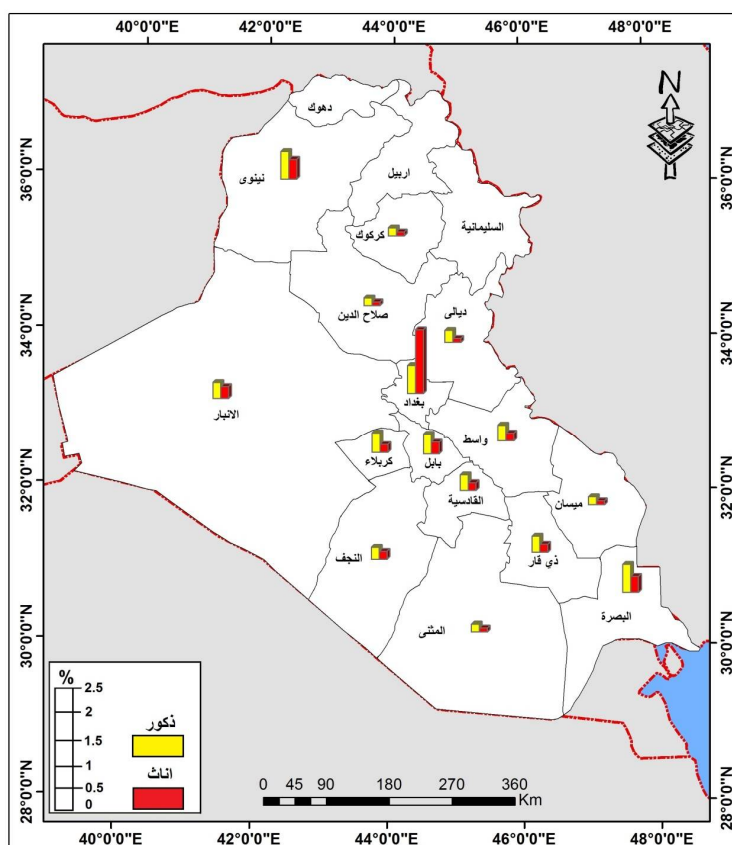 40°0'0"E 42°0'0"E 44°0'0"E 46°0'0"E 48°0'0"E
N
36°0'0"N
34°0'0"N
32°0'0"N
30°0'0"N
28°0'0"N
36°0'0"N
34°0'0"N
32°0'0"N
30°0'0"N
28°0'0"N
دهوك
نينوى
اربيل
السليمانية
كركوك
صلاح الدين
ديالى
بغداد
الانبار
واسط
كربلاء
بابل
القادسية
ميسان
النجف
ذي قار
المثنى
البصرة
%
2.5
2
1.5
1
0.5
0
ذكور
اناث
0 45 90 180 270 360
Km
40°0'0"E 42°0'0"E 44°0'0"E 46°0'0"E 48°0'0"E